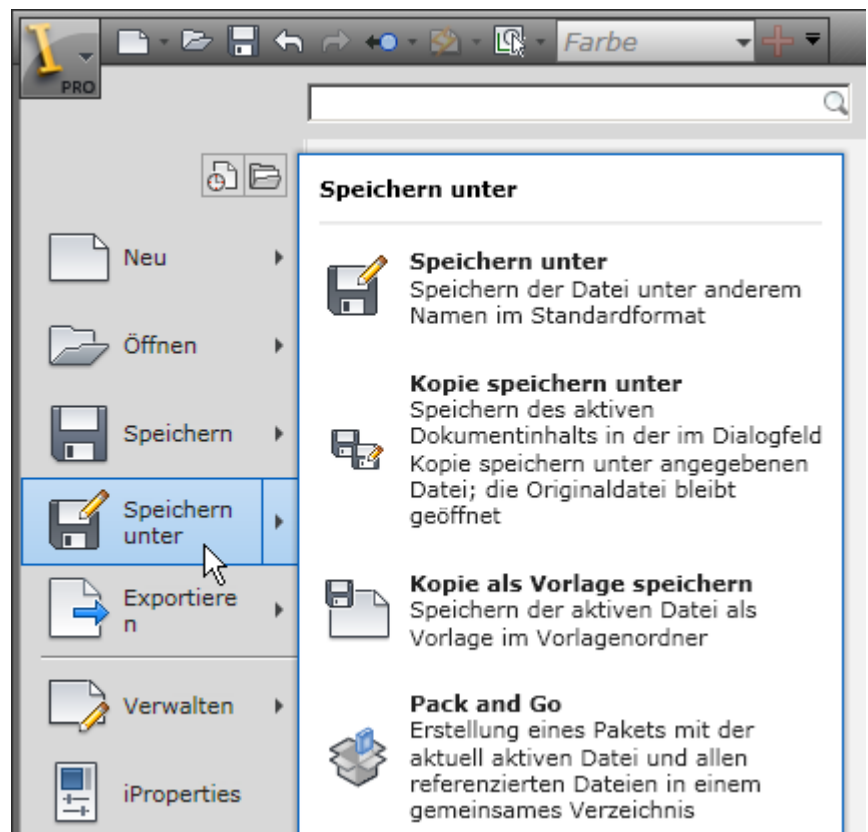 Farbe
PRO
Speichern unter
Neu
Öffnen
Speichern
Speichern
unter
Exportiere
n
Verwalten
iProperties
Speichern unter
Speichern der Datei unter anderem
Namen im Standardformat
Kopie speichern unter
Speichern des aktiven
Dokumentinhalts in der im Dialogfeld
Kopie speichern unter angegebenen
Datei; die Originaldatei bleibt
geöffnet
Kopie als Vorlage speichern
Speichern der aktiven Datei als
Vorlage im Vorlagenordner
Pack and Go
Erstellung eines Pakets mit der
aktuell aktiven Datei und allen
referenzierten Dateien in einem
gemeinsames Verzeichnis